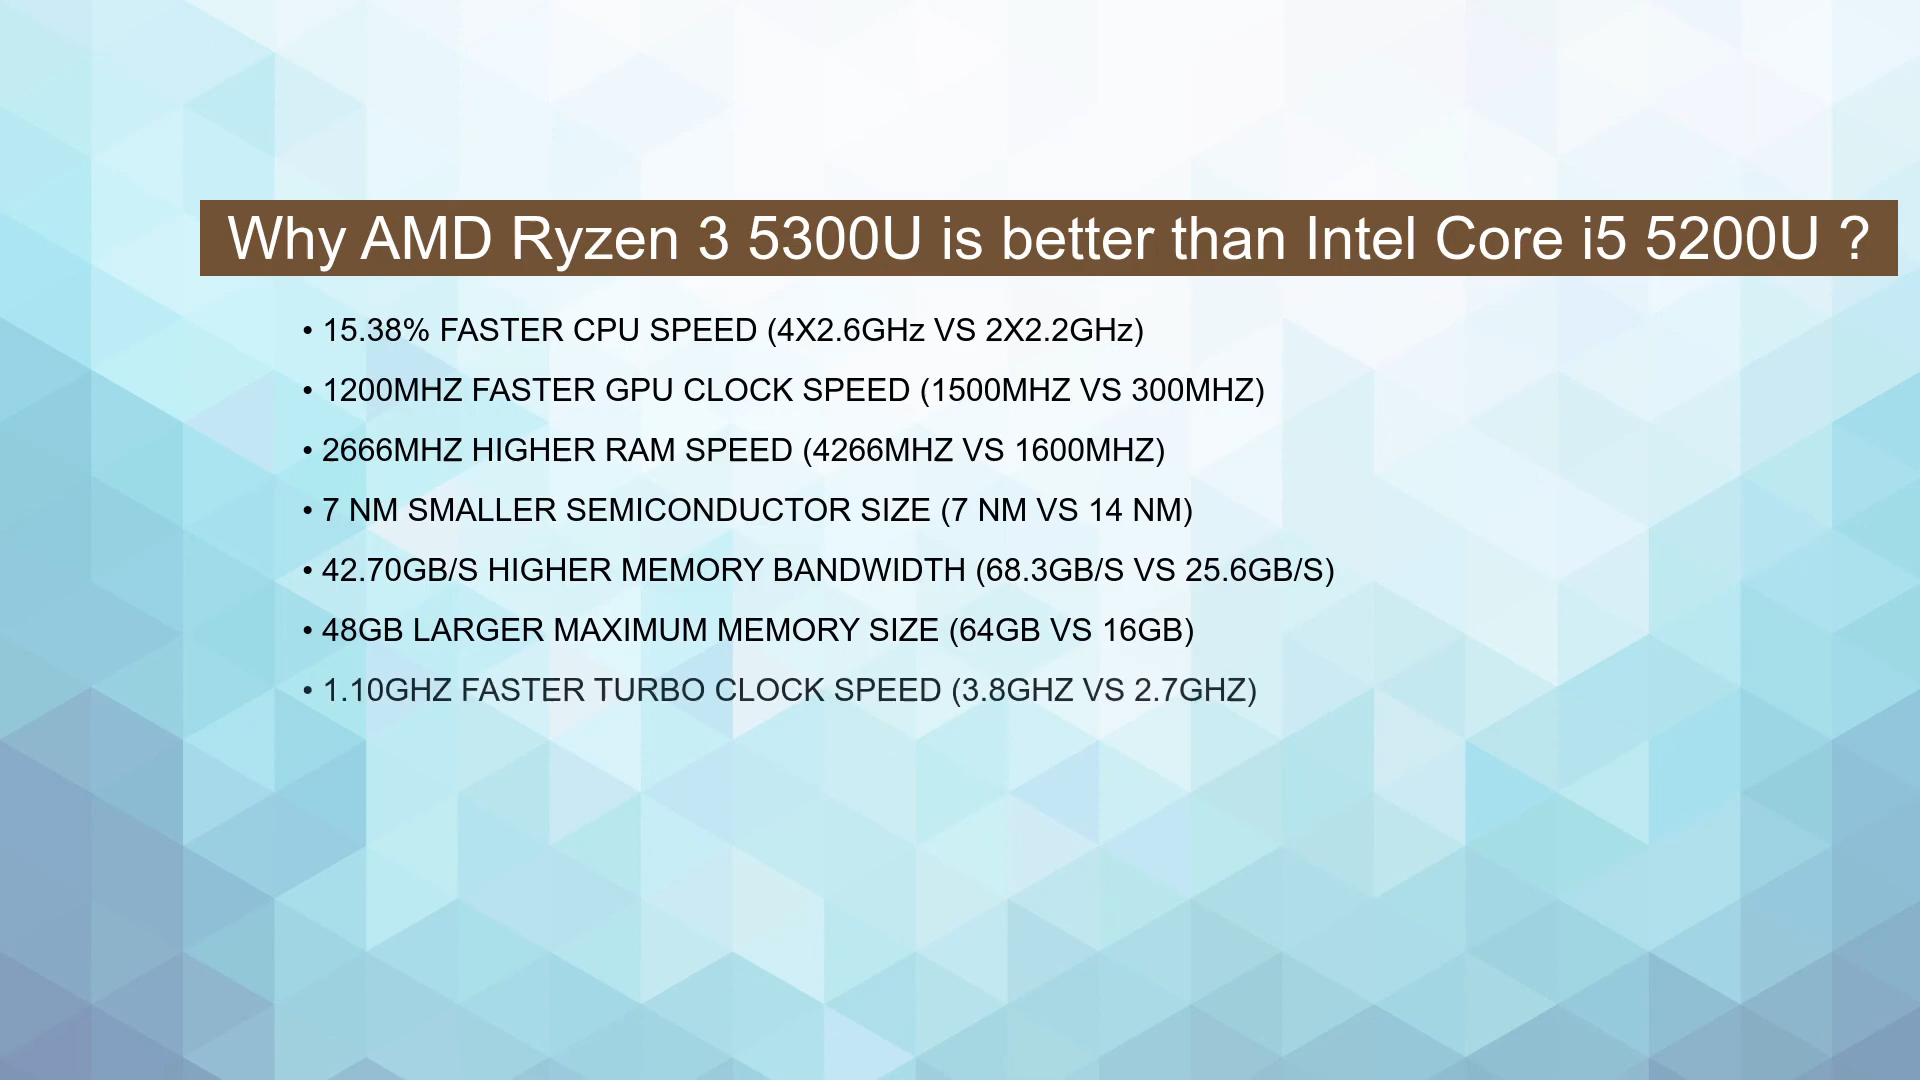 Why AMD Ryzen 3 5300U is better than Intel Core i5 5200U ?
• 15.38% FASTER CPU SPEED (4X2.6GHz VS 2X2.2GHz)
• 1200MHZ FASTER GPU CLOCK SPEED (1500MHZ VS 300MHZ)
• 2666MHZ HIGHER RAM SPEED (4266MHZ VS 1600MHZ)
• 7 NM SMALLER SEMICONDUCTOR SIZE (7 NM VS 14 NM)
• 42.70GB/S HIGHER MEMORY BANDWIDTH (68.3GB/S VS 25.6GB/S)
• 48GB LARGER MAXIMUM MEMORY SIZE (64GB VS 16GB)
• 1.10GHZ FASTER TURBO CLOCK SPEED (3.8GHZ VS 2.7GHZ)